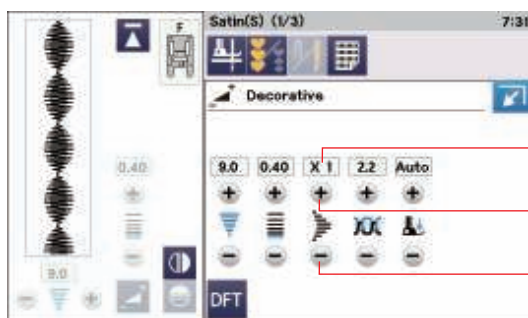 Satin(S) (1/3)
7:31
F
Decorative
0.40
9.0 0.40 X 1 2.2 Auto
9.0
DFT